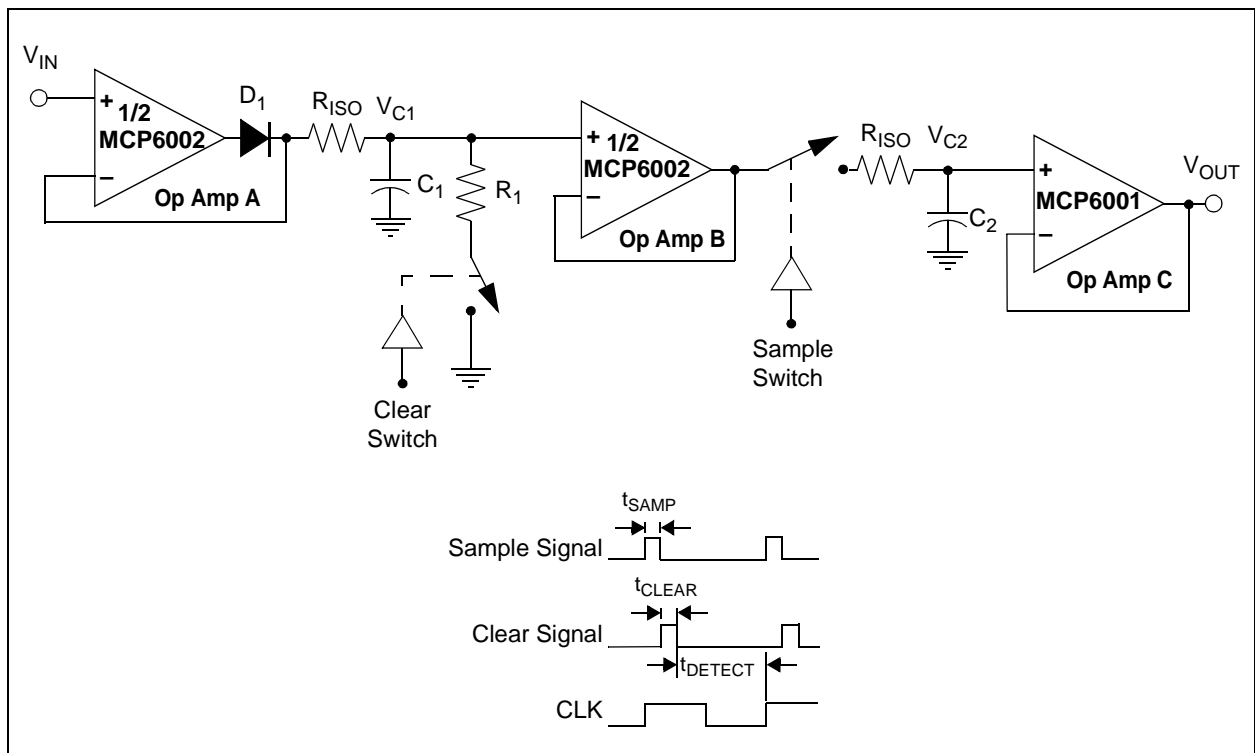 V_IN
+
1/2
MCP6002
−
Op Amp A
D_1
R_ISO
V_C1
C_1
R_1
+
1/2
MCP6002
−
Op Amp B
R_ISO
V_C2
C_2
+
MCP6001
−
Op Amp C
V_OUT
Clear
Switch
Sample
Switch
t_SAMP
Sample Signal
t_CLEAR
Clear Signal
t_DETECT
CLK